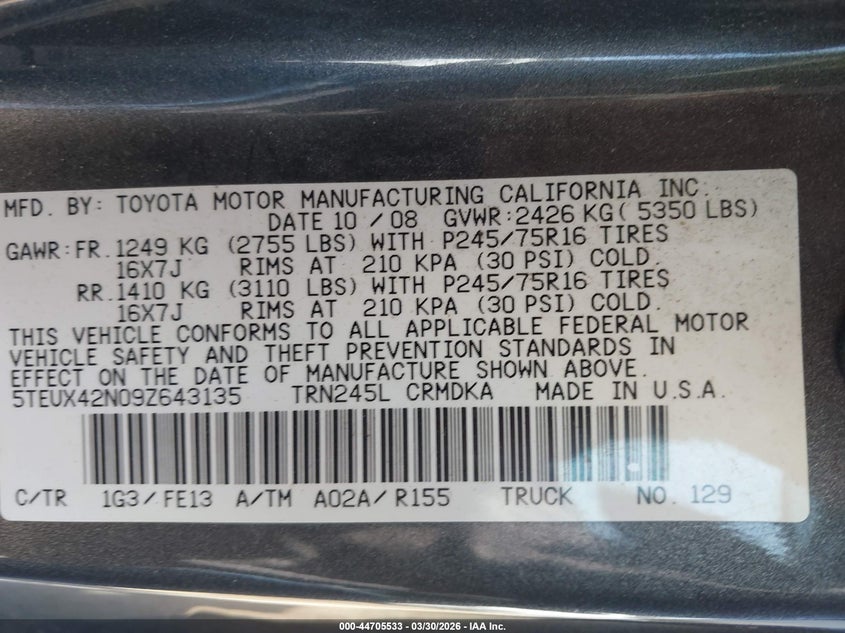 MFD. BY: TOYOTA MOTOR MANUFACTURING CALIFORNIA INC.
DATE 10 / 08 GVWR: 2426 KG ( 5350 LBS)
GAWR: FR. 1249 KG (2755 LBS) WITH P245/75R16 TIRES
16X7J RIMS AT 210 KPA (30 PSI) COLD.
RR. 1410 KG (3110 LBS) WITH P245/75R16 TIRES
16X7J RIMS AT 210 KPA (30 PSI) COLD.
THIS VEHICLE CONFORMS TO ALL APPLICABLE FEDERAL MOTOR
VEHICLE SAFETY AND THEFT PREVENTION STANDARDS IN
EFFECT ON THE DATE OF MANUFACTURE SHOWN ABOVE.
5TEUX42N09Z643135 TRN245L CRMDKA MADE IN U.S.A.
C/TR 1G3 / FE13 A/TM A02A / R155 TRUCK NO. 129
000-44705533 - 03/30/2026 - IAA Inc.